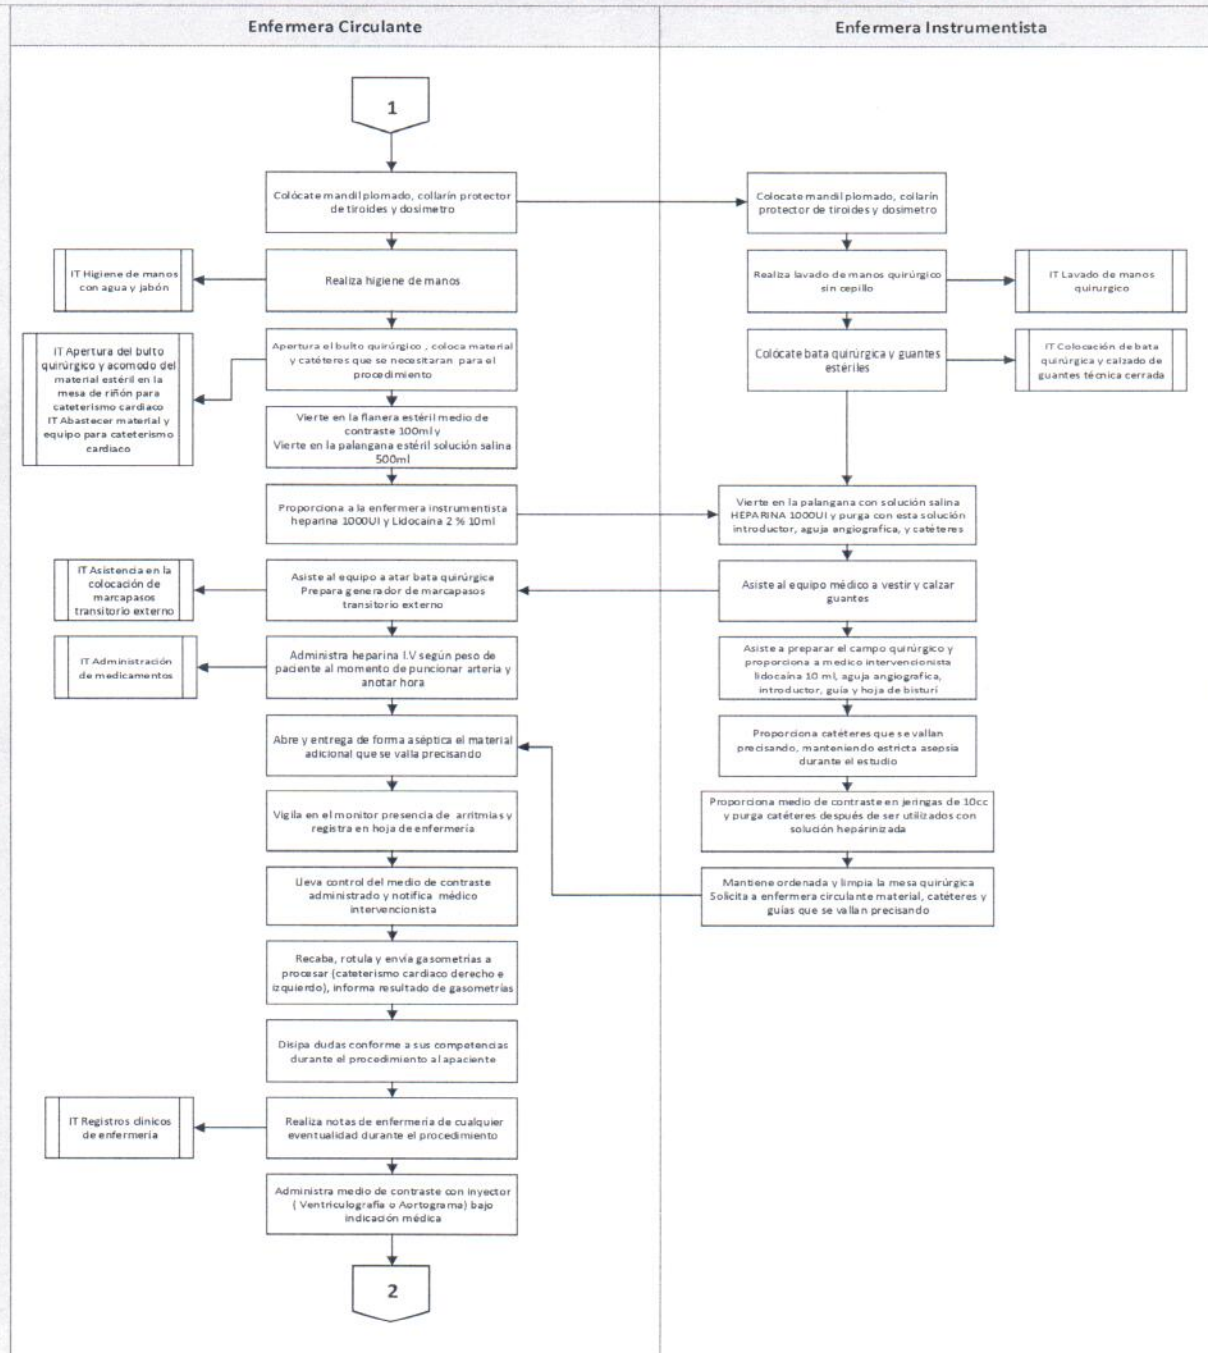 Enfermera Circulante
Enfermera Instrumentista
1
Colócate mandil plomado, collarín protector
de tiroides y dosímetro
Colocate mandil plomado, collarín
protector de tiroides y dosimetro
IT Higiene de manos
con agua y jabón
Realiza higiene de manos
Realiza lavado de manos quirúrgico
sin cepillo
IT Lavado de manos
quirurgico
IT Apertura del bulto
quirúrgico y acomodo del
material estéril en la
mesa de riñón para
cateterismo cardiaco
IT Abastecer material y
equipo para cateterismo
cardiaco
Apertura el bulto quirúrgico , coloca material
y catéteres que se necesitaran para el
procedimiento
Colócate bata quirúrgica y guantes
estériles
IT Colocación de bata
quirúrgica y calzado de
guantes técnica cerrada
Vierte en la flanera estéril medio de
contraste 100ml y
Vierte en la palangana estéril solución salina
500ml
Proporciona a la enfermera instrumentista
heparina 1000UI y Lidocaína 2 % 10ml
Vierte en la palangana con solución salina
HEPARINA 1000UI y purga con esta solución
introductor, aguja angiografica, y catéteres
IT Asistencia en la
colocación de
marcapasos
transitorio externo
Asiste al equipo a atar bata quirúrgica
Prepara generador de marcapasos
transitorio externo
Asiste al equipo médico a vestir y calzar
guantes
IT Administración
de medicamentos
Administra heparina I.V según peso de
paciente al momento de puncionar arteria y
anotar hora
Asiste a preparar el campo quirúrgico y
proporciona a medico intervencionista
lidocaína 10 ml, aguja angiografica,
introductor, guía y hoja de bisturí
Abre y entrega de forma aséptica el material
adicional que se valla precisando
Proporciona catéteres que se vallan
precisando, manteniendo estricta asepsia
durante el estudio
Vigila en el monitor presencia de arritmias y
registra en hoja de enfermería
Proporciona medio de contraste en jeringas de 10cc
y purga catéteres después de ser utilizados con
solución hepárinizada
Lleva control del medio de contraste
administrado y notifica médico
intervencionista
Mantiene ordenada y limpia la mesa quirúrgica
Solicita a enfermera circulante material, catéteres y
guías que se vallan precisando
Recaba, rotula y envía gasometrías a
procesar (cateterismo cardiaco derecho e
izquierdo), informa resultado de gasometrías
Disipa dudas conforme a sus competencias
durante el procedimiento al apaciente
IT Registros clínicos
de enfermería
Realiza notas de enfermería de cualquier
eventualidad durante el procedimiento
Administra medio de contraste con inyector
( Ventriculografía o Aortograma) bajo
indicación médica
2